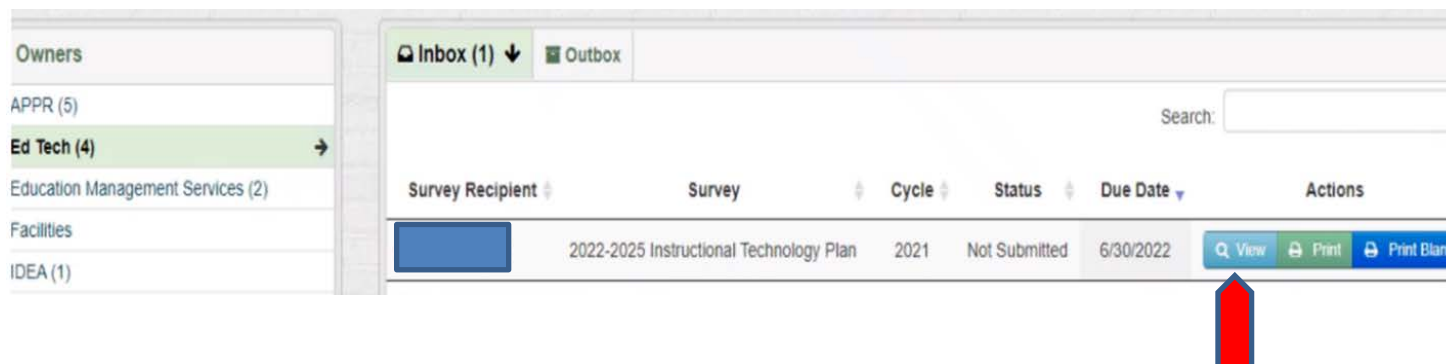 Owners
APPR (5)
Ed Tech (4)
Education Management Services (2)
Facilities
IDEA (1)
Inbox (1) Outbox
Search:
Survey Recipient Survey Cycle Status Due Date Actions
2022-2025 Instructional Technology Plan 2021 Not Submitted 6/30/2022 View Print Print Blan